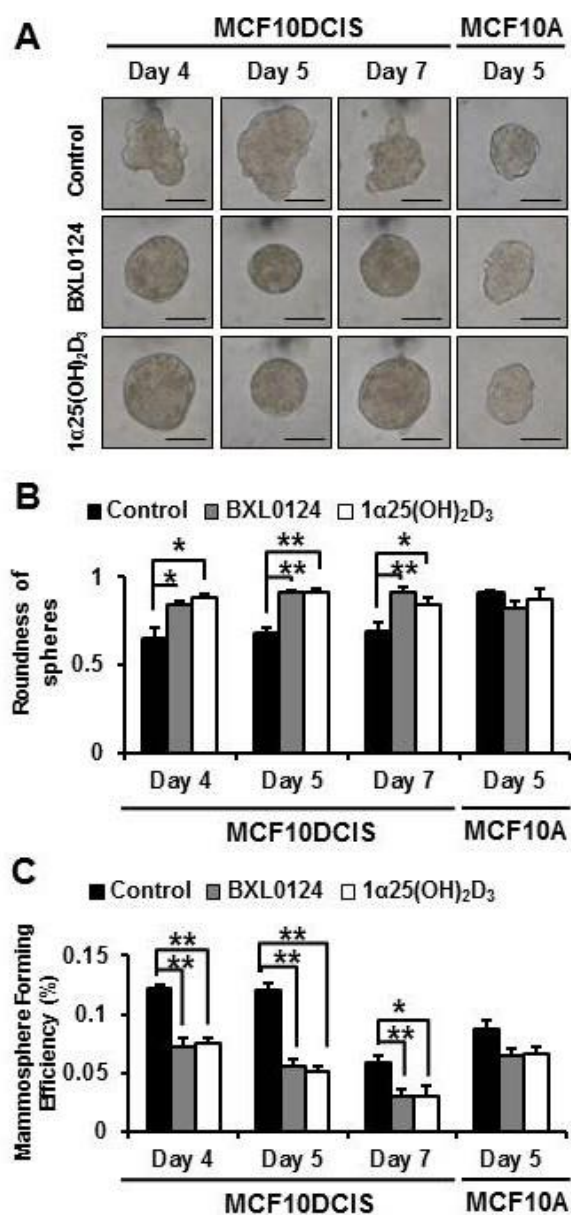 A
MCF10DCIS MCF10A
Day 4 Day 5 Day 7 Day 5
Control
BXL0124
1α25(OH)₂D₃
B
Control BXL0124 1α25(OH)₂D₃
Roundness of
spheres
1
0.5
0
* * ** ** * **
Day 4 Day 5 Day 7 Day 5
MCF10DCIS MCF10A
C
Control BXL0124 1α25(OH)₂D₃
Mammosphere Forming
Efficiency (%)
0.15
0.1
0.05
0
** ** ** ** * **
Day 4 Day 5 Day 7 Day 5
MCF10DCIS MCF10A